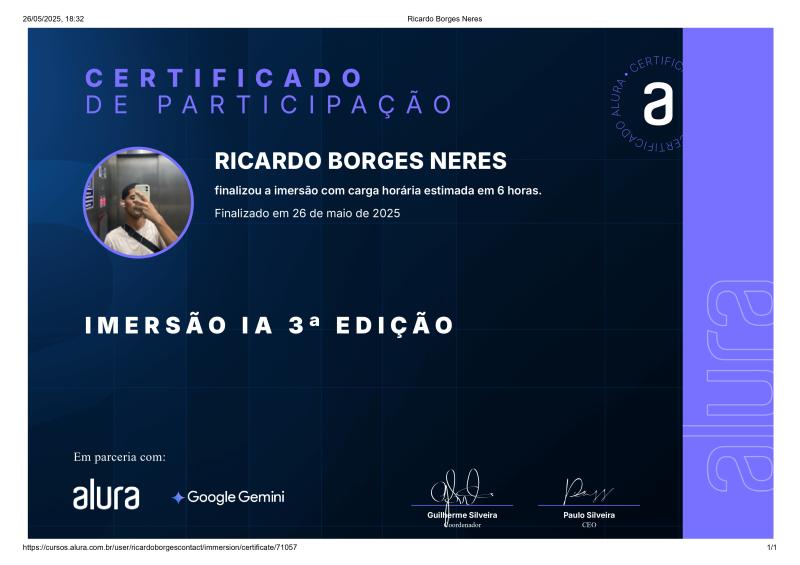 26/05/2025, 18:32
Ricardo Borges Neres
CERTIFICADO
DE PARTICIPAÇÃO
RICARDO BORGES NERES
finalizou a imersão com carga horária estimada em 6 horas.
Finalizado em 26 de maio de 2025
IMERSÃO IA 3ª EDIÇÃO
Em parceria com:
alura
Google Gemini
Guilherme Silveira
Coordenador
Paulo Silveira
CEO
CERTIFICADO ALURA • CERTIFIC
a
alura
https://cursos.alura.com.br/user/ricardoborgescontact/immersion/certificate/71057
1/1